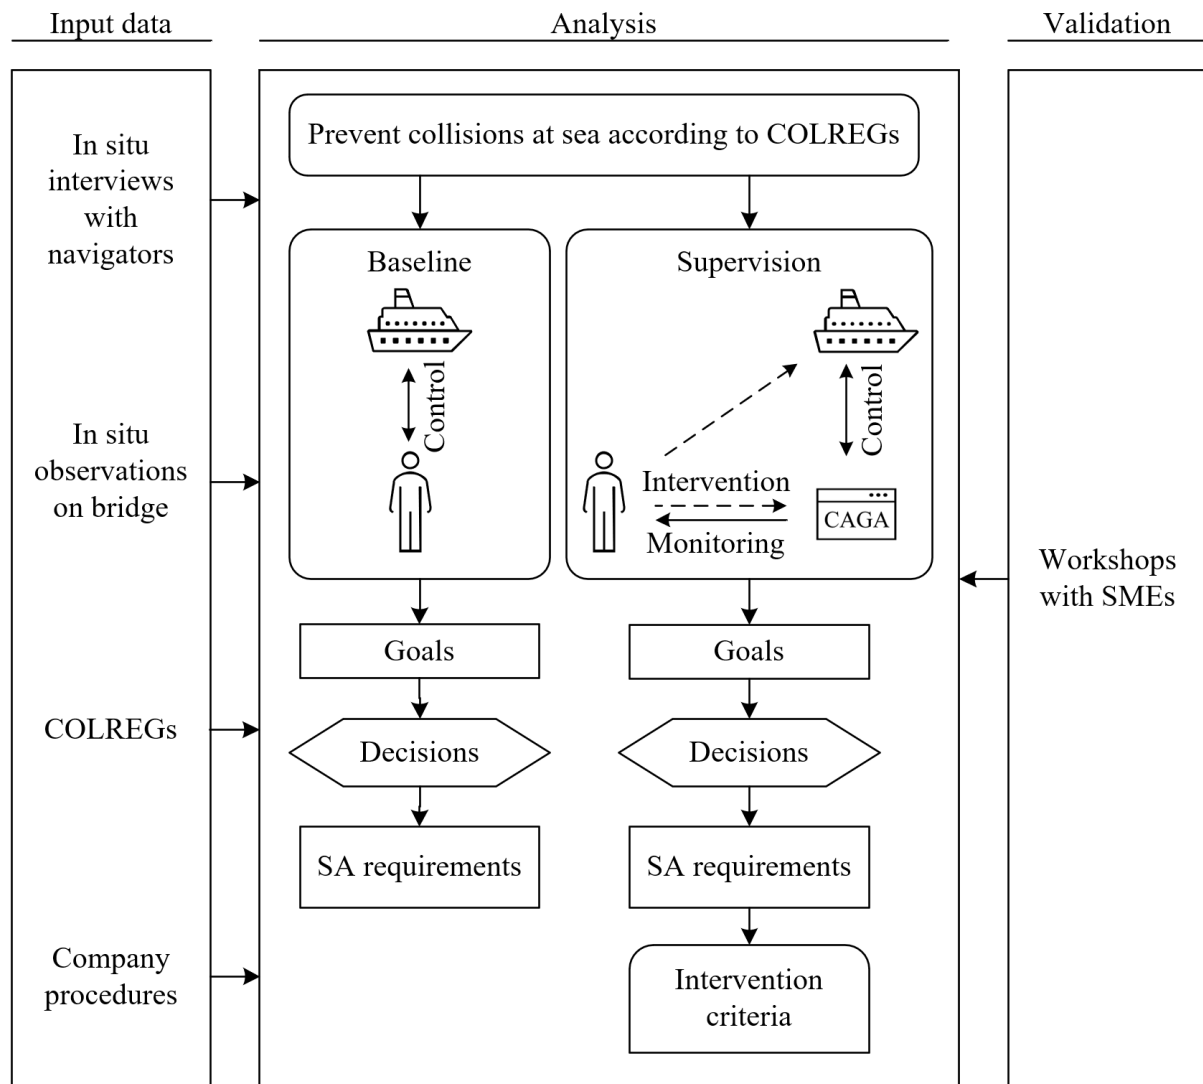 Input data
Analysis
Validation
In situ
interviews
with
navigators
In situ
observations
on bridge
COLREGs
Company
procedures
Prevent collisions at sea according to COLREGs
Baseline
Control
Goals
Decisions
SA requirements
Supervision
Control
Intervention
CAGA
Monitoring
Goals
Decisions
SA requirements
Intervention
criteria
Workshops
with SMEs